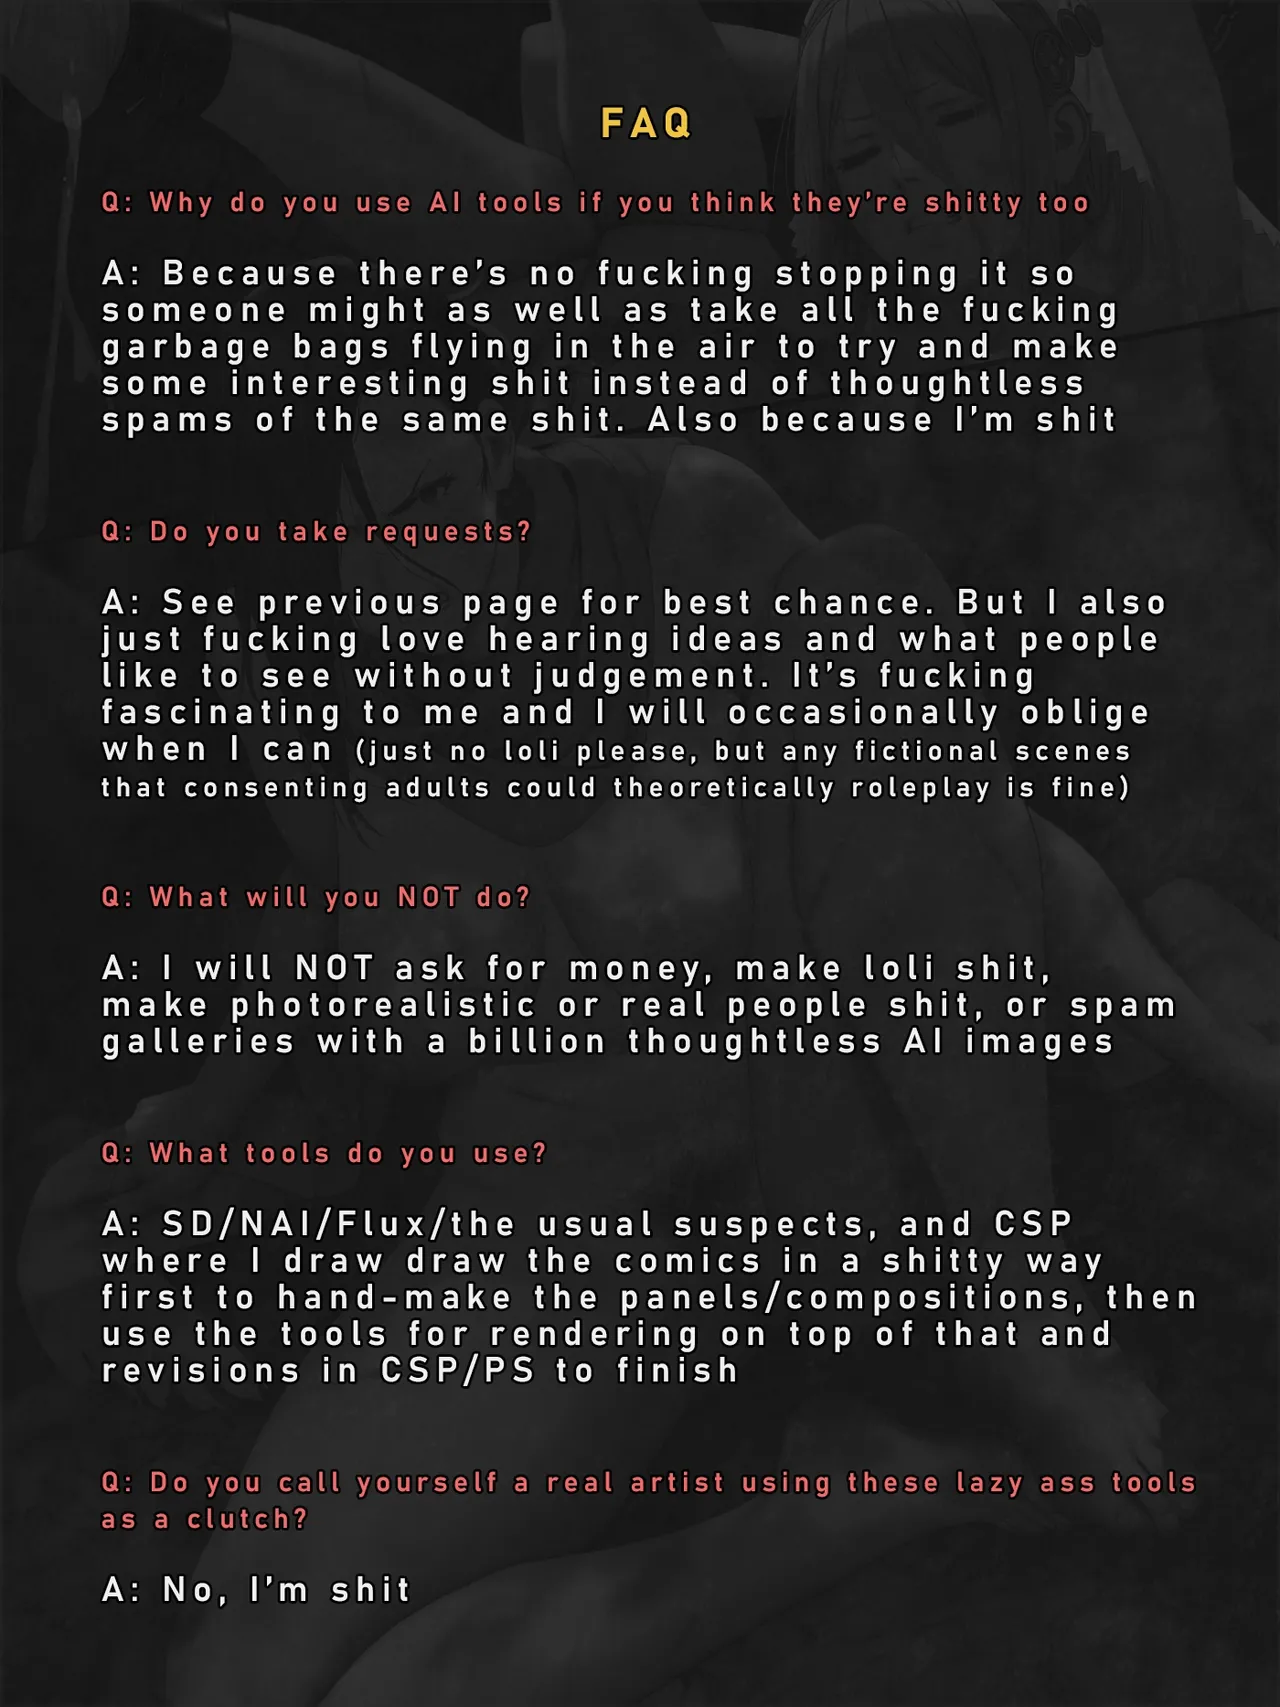 FAQ
Q: Why do you use AI tools if you think they're shitty too
A: Because there's no fucking stopping it so
someone might as well as take all the fucking
garbage bags flying in the air to try and make
some interesting shit instead of thoughtless
spams of the same shit. Also because I'm shit
Q: Do you take requests?
A: See previous page for best chance. But I also
just fucking love hearing ideas and what people
like to see without judgement. It's fucking
fascinating to me and I will occasionally oblige
when I can (just no loli please, but any fictional scenes
that consenting adults could theoretically roleplay is fine)
Q: What will you NOT do?
A: I will NOT ask for money, make loli shit,
make photorealistic or real people shit, or spam
galleries with a billion thoughtless AI images
Q: What tools do you use?
A: SD/NAI/Flux/the usual suspects, and CSP
where I draw draw the comics in a shitty way
first to hand-make the panels/compositions, then
use the tools for rendering on top of that and
revisions in CSP/PS to finish
Q: Do you call yourself a real artist using these lazy ass tools
as a clutch?
A: No, I'm shit